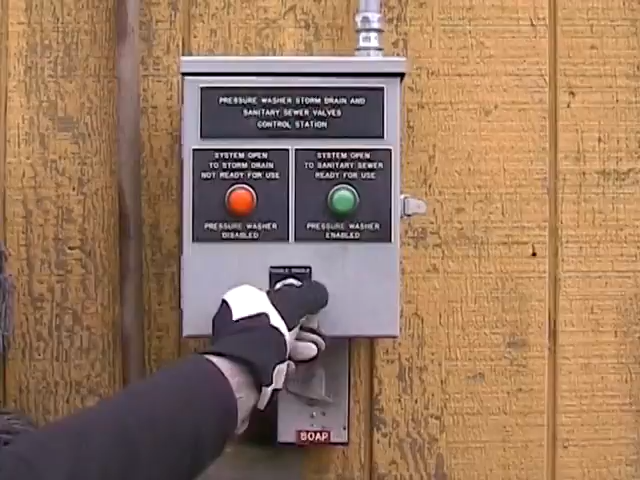 PRESSURE WASHER STORM DRAIN AND
SANITARY SEWER VALVES
CONTROL STATION
SYSTEM OPEN
TO STORM DRAIN
NOT READY FOR USE
PRESSURE WASHER
DISABLED
SYSTEM OPEN
TO SANITARY SEWER
READY FOR USE
PRESSURE WASHER
ENABLED
SOAP